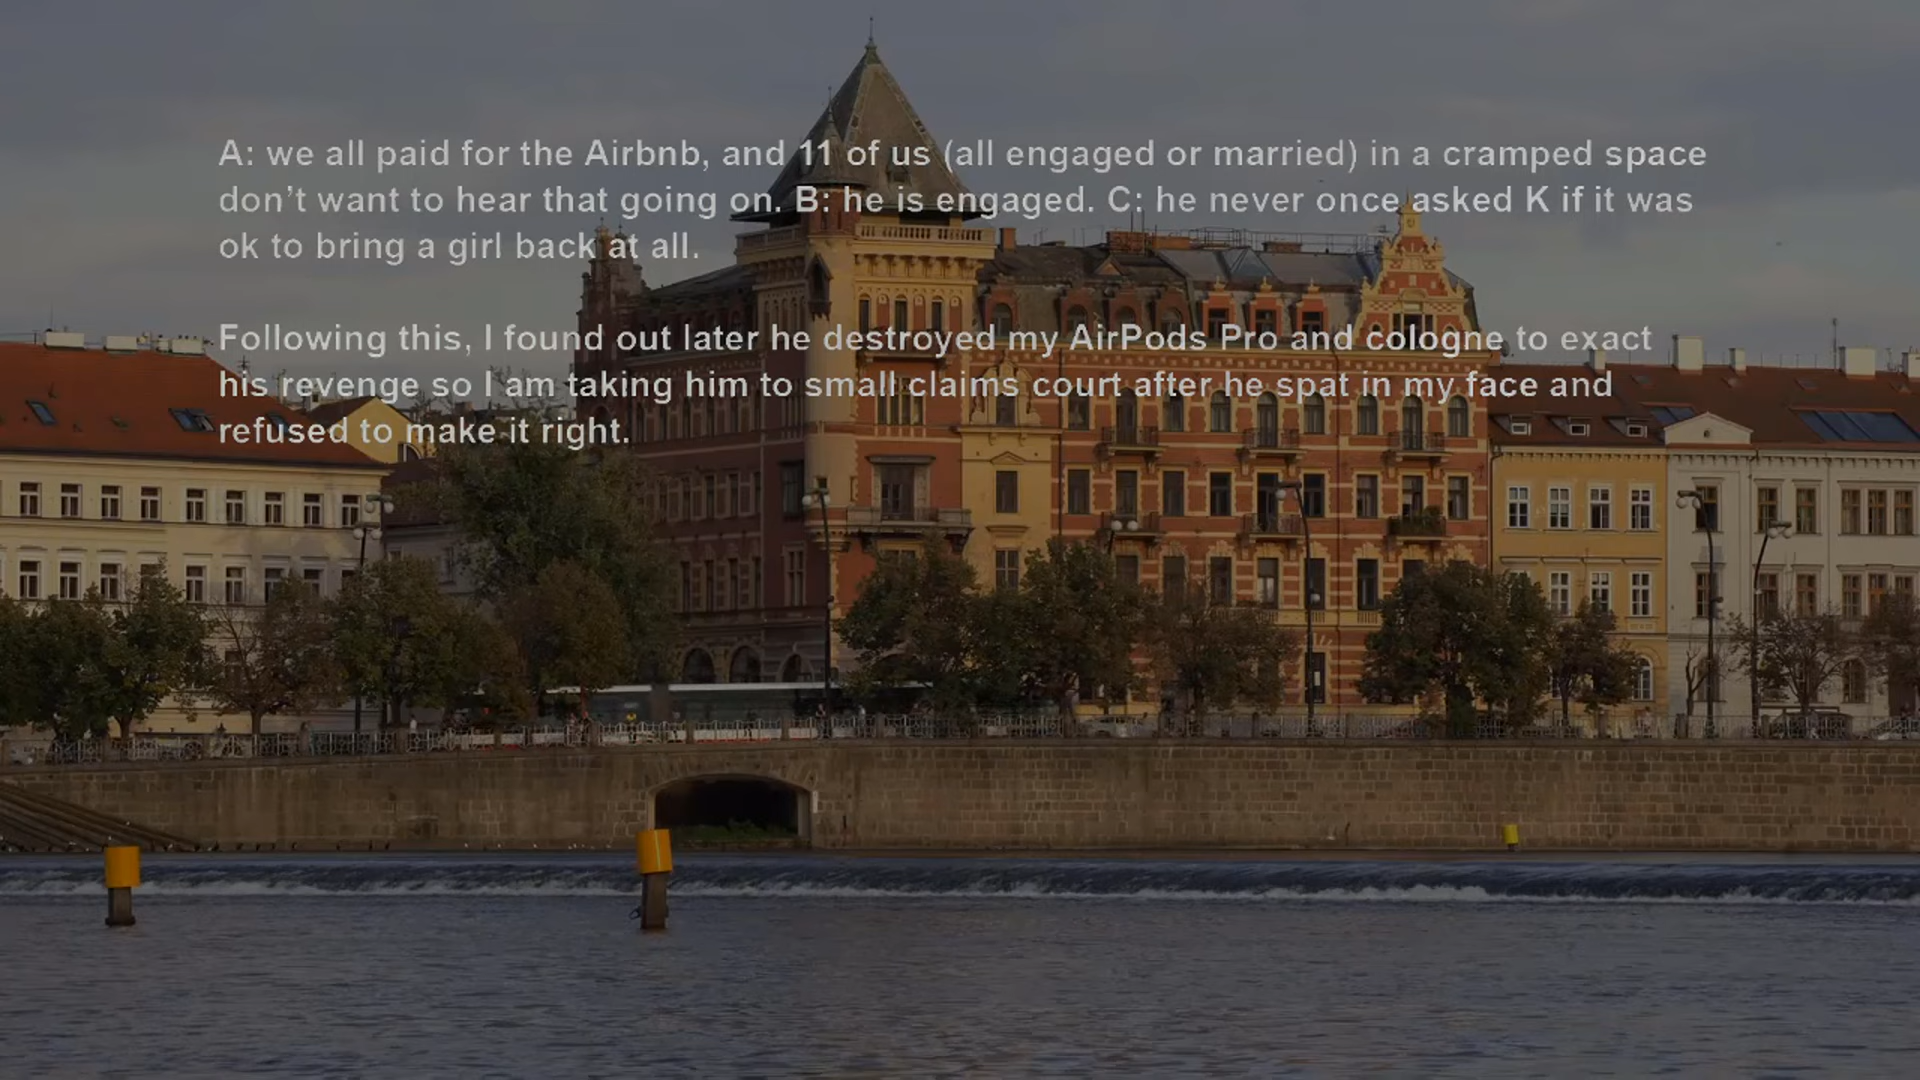 A: we all paid for the Airbnb, and 11 of us (all engaged or married) in a cramped space
don’t want to hear that going on. B: he is engaged. C: he never once asked K if it was
ok to bring a girl back at all.
Following this, I found out later he destroyed my AirPods Pro and cologne to exact
his revenge so I am taking him to small claims court after he spat in my face and
refused to make it right.